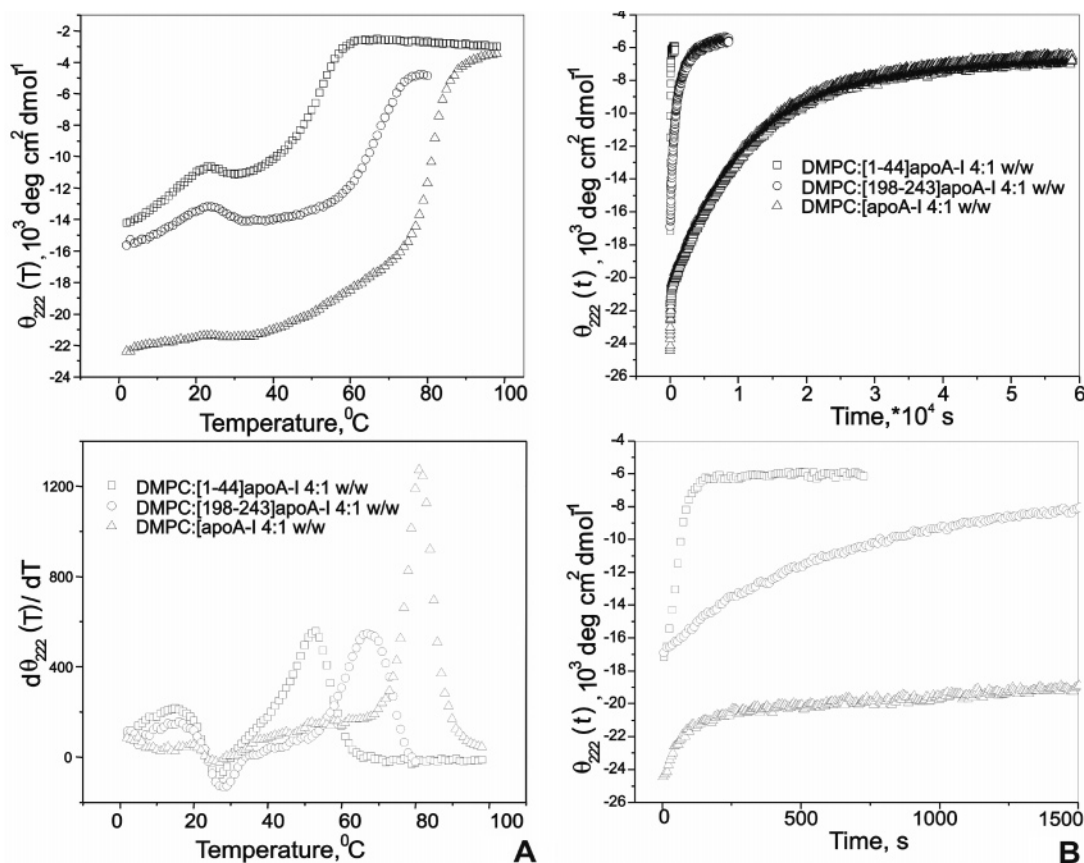 -2
-4
-6
-8
-10
-12
-14
-16
-18
-20
-22
-24
θ222 (T), 10³ deg cm² dmol⁻¹
0 20 40 60 80 100
Temperature,⁰C
-4
-6
-8
-10
-12
-14
-16
-18
-20
-22
-24
-26
θ222 (t), 10³ deg cm² dmol⁻¹
DMPC:[1-44]apoA-I 4:1 w/w
DMPC:[198-243]apoA-I 4:1 w/w
DMPC:[apoA-I 4:1 w/w
0 1 2 3 4 5 6
Time,*10⁴ s
1200
800
400
0
dθ222 (T)/ dT
DMPC:[1-44]apoA-I 4:1 w/w
DMPC:[198-243]apoA-I 4:1 w/w
DMPC:[apoA-I 4:1 w/w
0 20 40 60 80 100
Temperature,⁰C
A
-4
-6
-8
-10
-12
-14
-16
-18
-20
-22
-24
-26
θ222 (t), 10³ deg cm² dmol⁻¹
0 500 1000 1500
Time, s
B